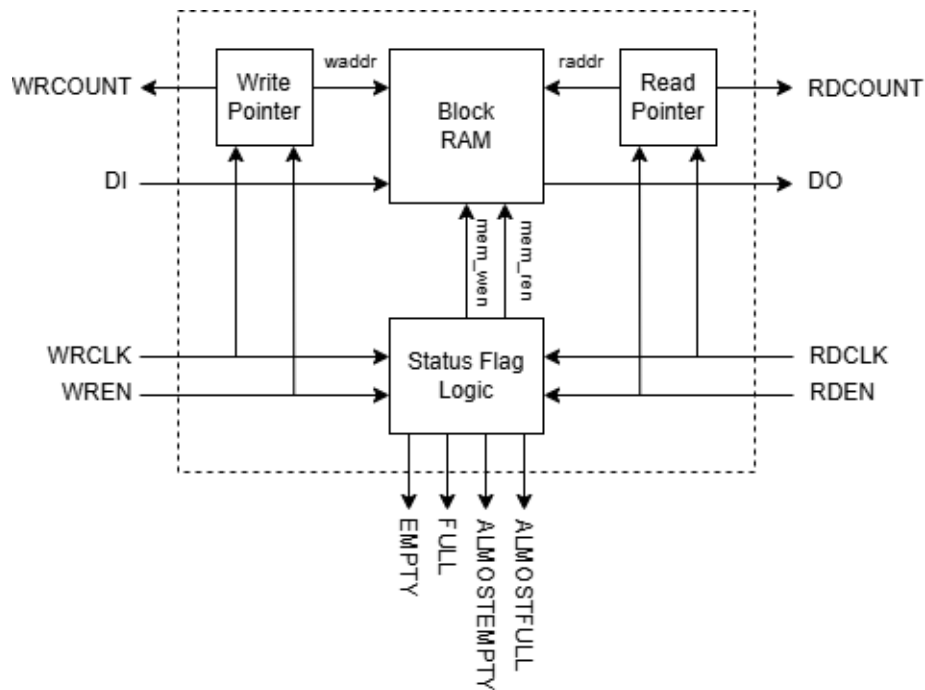 WRCOUNT
Write
Pointer
waddr
Block
RAM
raddr
Read
Pointer
RDCOUNT
DI
DO
mem_wen
mem_ren
WRCLK
WREN
Status Flag
Logic
RDCLK
RDEN
EMPTY
FULL
ALMOSTEMPTY
ALMOSTFULL